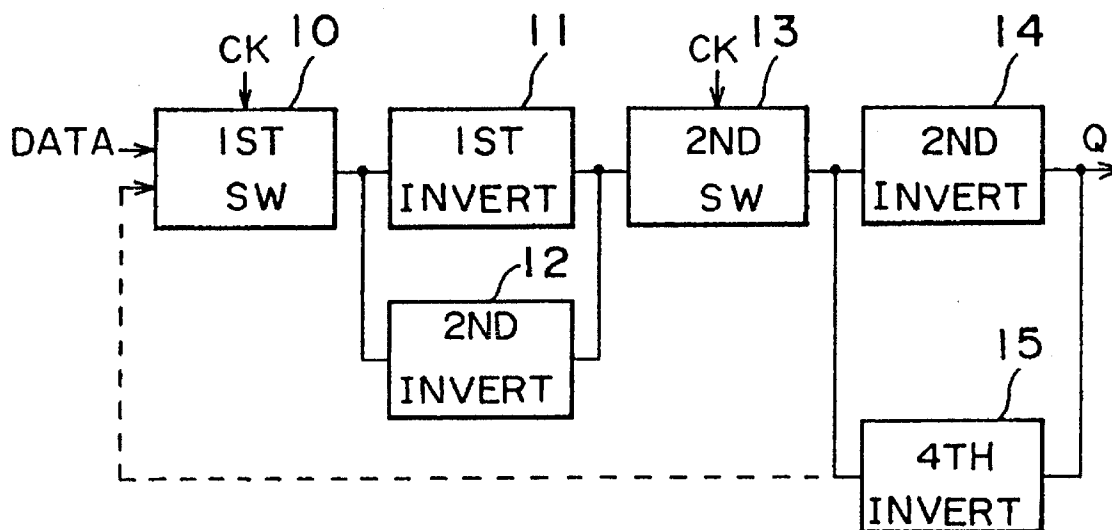 CK 10 11 CK 13 14
DATA 1ST SW 1ST INVERT 2ND SW 2ND INVERT Q
12
2ND INVERT
15
4TH INVERT